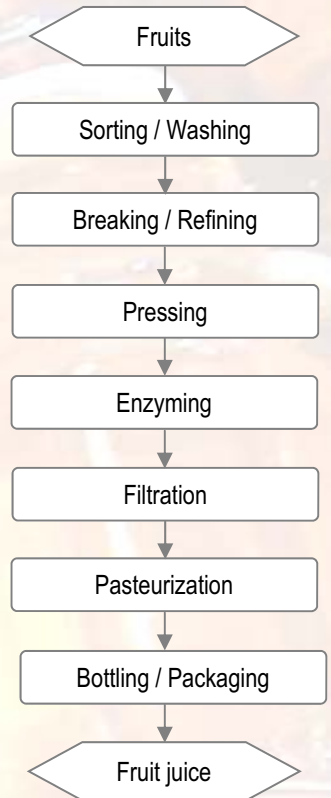 Fruits
Sorting / Washing
Breaking / Refining
Pressing
Enzyming
Filtration
Pasteurization
Bottling / Packaging
Fruit juice